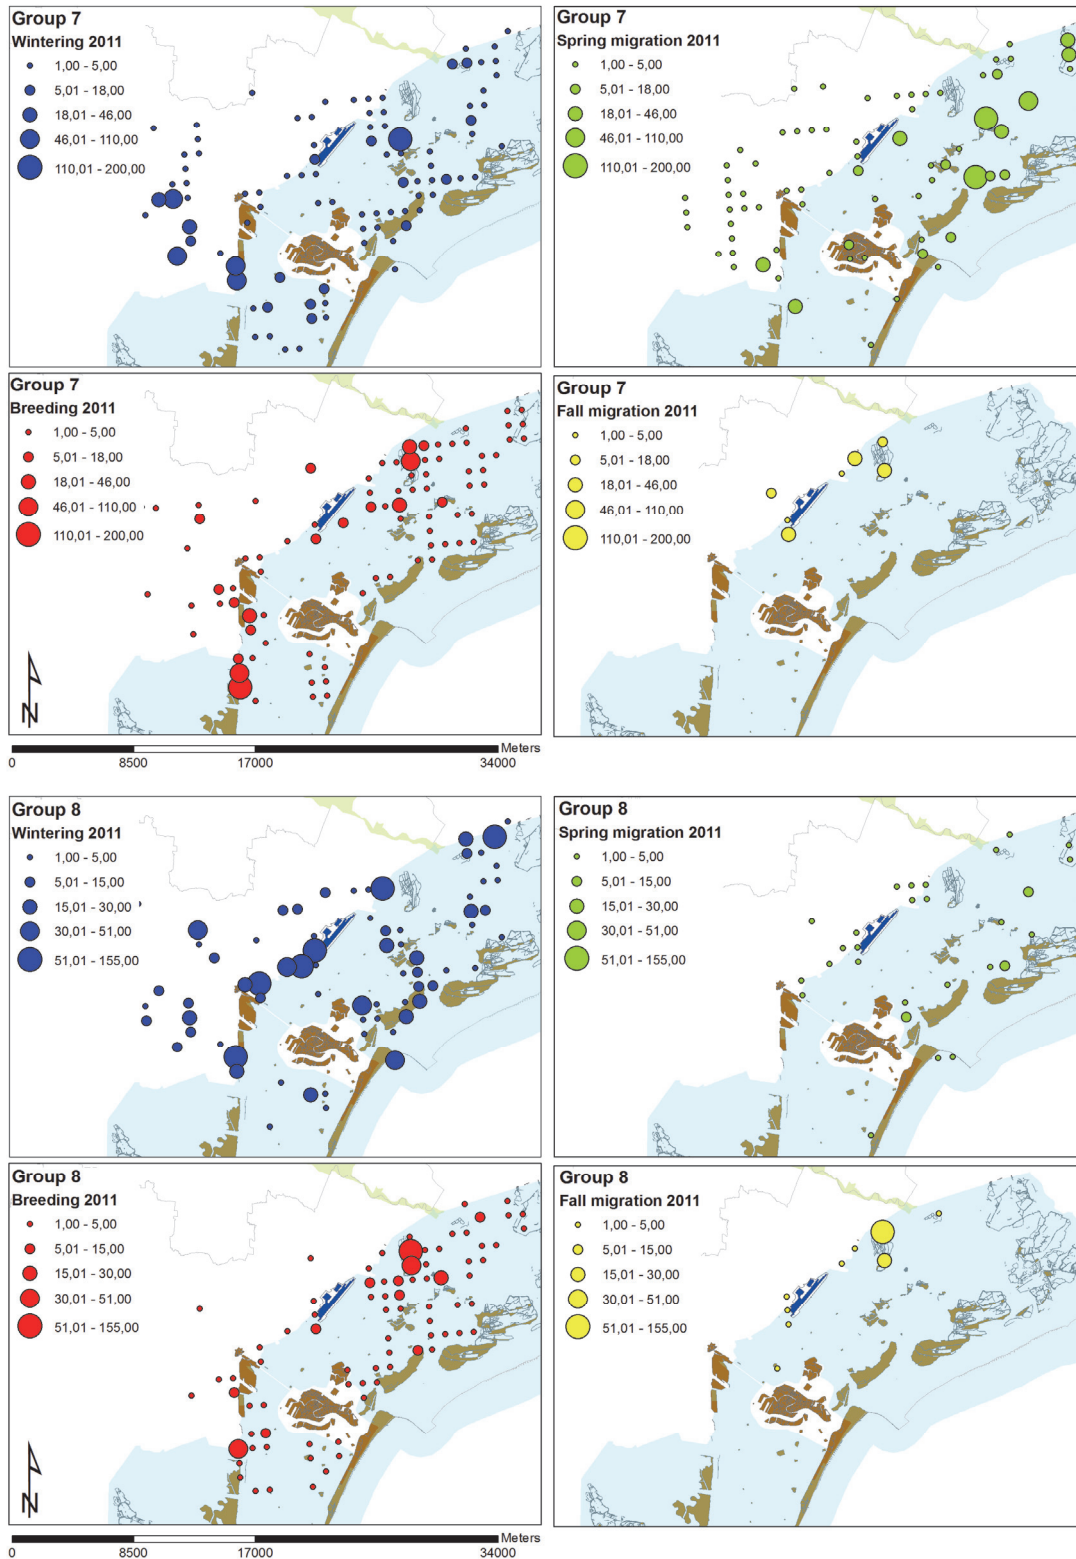 Group 7
Wintering 2011
1,00 - 5,00
5,01 - 18,00
18,01 - 46,00
46,01 - 110,00
110,01 - 200,00
Group 7
Spring migration 2011
1,00 - 5,00
5,01 - 18,00
18,01 - 46,00
46,01 - 110,00
110,01 - 200,00
Group 7
Breeding 2011
1,00 - 5,00
5,01 - 18,00
18,01 - 46,00
46,01 - 110,00
110,01 - 200,00
N
Group 7
Fall migration 2011
1,00 - 5,00
5,01 - 18,00
18,01 - 46,00
46,01 - 110,00
110,01 - 200,00
Meters
0 8500 17000 34000
Group 8
Wintering 2011
1,00 - 5,00
5,01 - 15,00
15,01 - 30,00
30,01 - 51,00
51,01 - 155,00
Group 8
Spring migration 2011
1,00 - 5,00
5,01 - 15,00
15,01 - 30,00
30,01 - 51,00
51,01 - 155,00
Group 8
Breeding 2011
1,00 - 5,00
5,01 - 15,00
15,01 - 30,00
30,01 - 51,00
51,01 - 155,00
N
Group 8
Fall migration 2011
1,00 - 5,00
5,01 - 15,00
15,01 - 30,00
30,01 - 51,00
51,01 - 155,00
Meters
0 8500 17000 34000